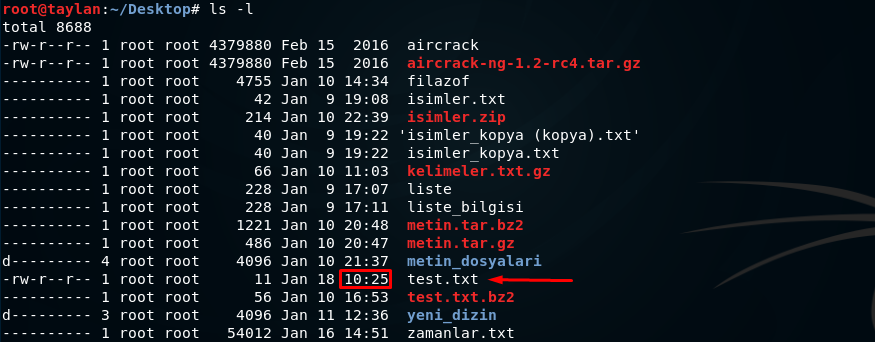 root@taylan:~/Desktop# ls -l
total 8688
-rw-r--r-- 1 root root 4379880 Feb 15  2016 aircrack
-rw-r--r-- 1 root root 4379880 Feb 15  2016 aircrack-ng-1.2-rc4.tar.gz
---------- 1 root root    4755 Jan 10 14:34 filazof
---------- 1 root root      42 Jan  9 19:08 isimler.txt
---------- 1 root root     214 Jan 10 22:39 isimler.zip
---------- 1 root root      40 Jan  9 19:22 'isimler_kopya (kopya).txt'
---------- 1 root root      40 Jan  9 19:22 isimler_kopya.txt
---------- 1 root root      66 Jan 10 11:03 kelimeler.txt.gz
---------- 1 root root     228 Jan  9 17:07 liste
---------- 1 root root     228 Jan  9 17:11 liste_bilgisi
---------- 1 root root    1221 Jan 10 20:48 metin.tar.bz2
---------- 1 root root     486 Jan 10 20:47 metin.tar.gz
d--------- 4 root root    4096 Jan 10 21:37 metin_dosyalari
-rw-r--r-- 1 root root      11 Jan 18 10:25 test.txt
---------- 1 root root      56 Jan 10 16:53 test.txt.bz2
d--------- 3 root root    4096 Jan 11 12:36 yeni_dizin
---------- 1 root root   54012 Jan 16 14:51 zamanlar.txt